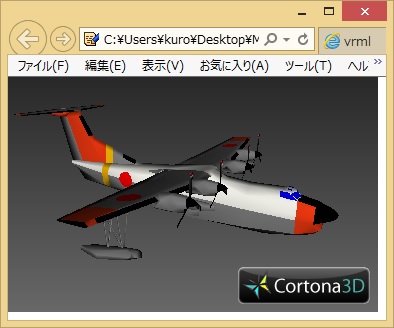 C:¥Users¥kuro¥Desktop¥M
vrml
ファイル(F) 編集(E) 表示(V) お気に入り(A) ツール(T) ヘル »
Cortona3D